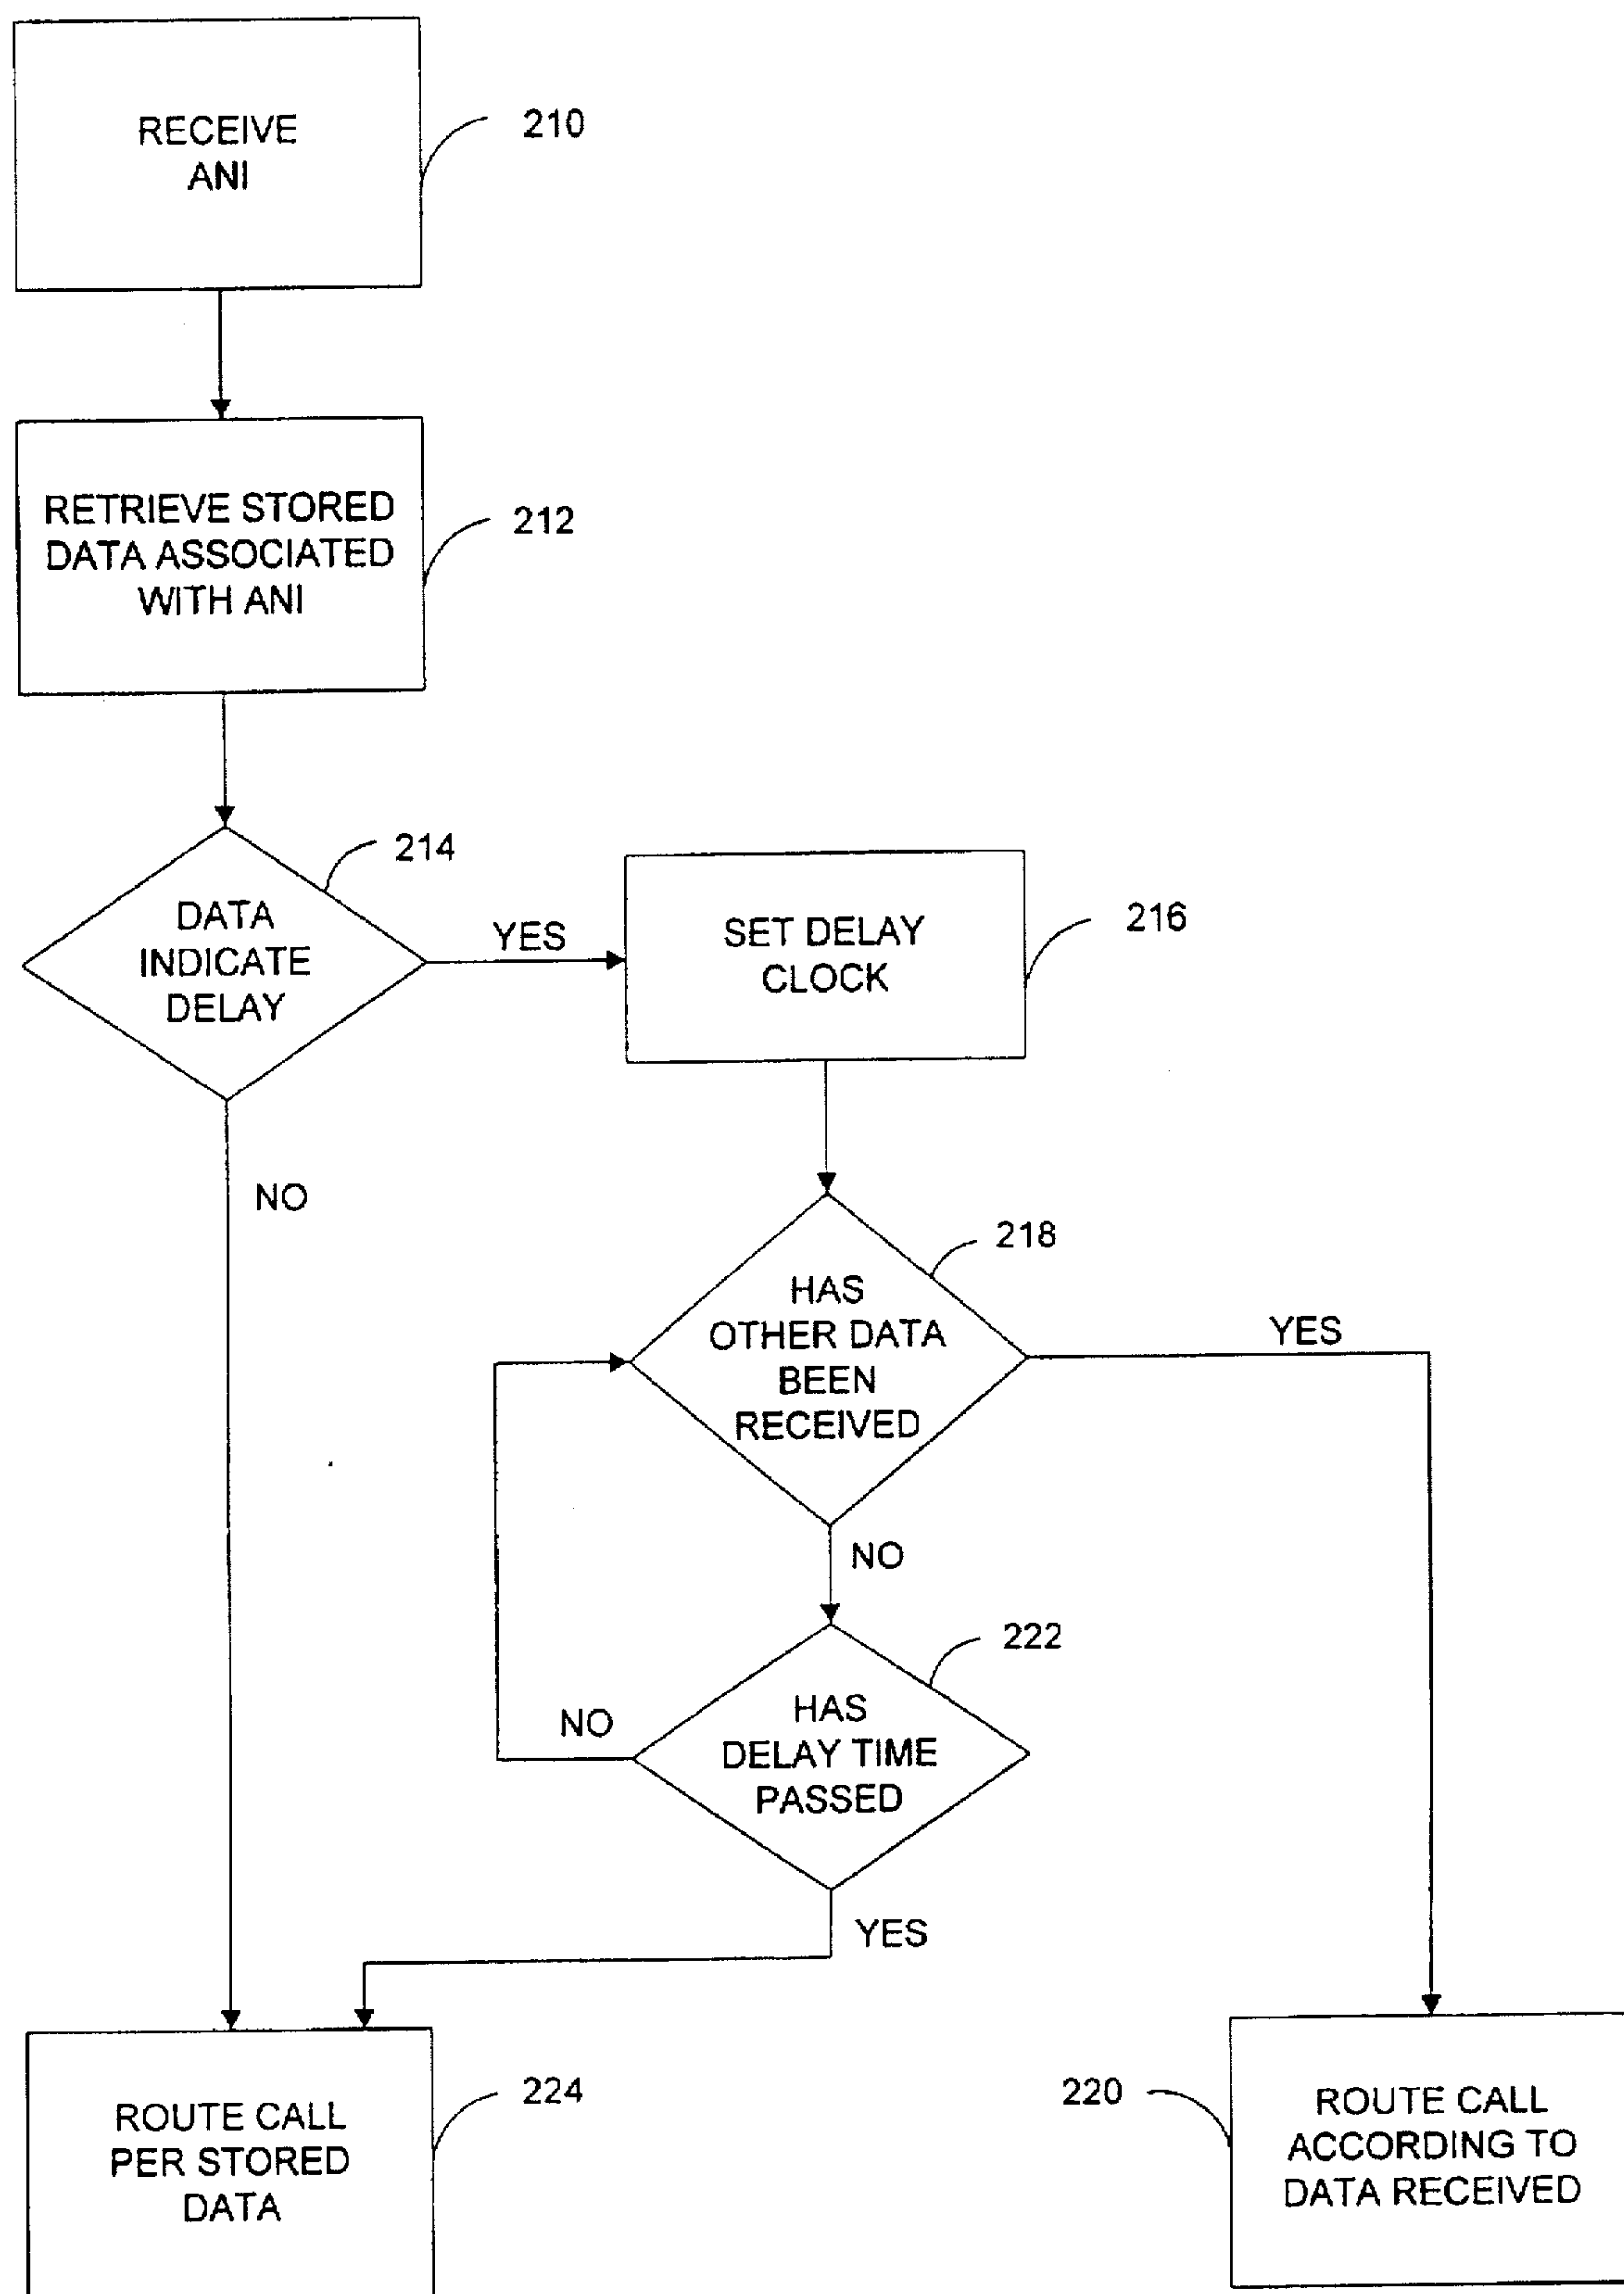 RECEIVE
ANI
210
RETRIEVE STORED
DATA ASSOCIATED
WITH ANI
212
214
DATA
INDICATE
DELAY
YES
SET DELAY
CLOCK
216
NO
218
HAS
OTHER DATA
BEEN
RECEIVED
YES
NO
222
HAS
DELAY TIME
PASSED
NO
YES
ROUTE CALL
PER STORED
DATA
224
220
ROUTE CALL
ACCORDING TO
DATA RECEIVED